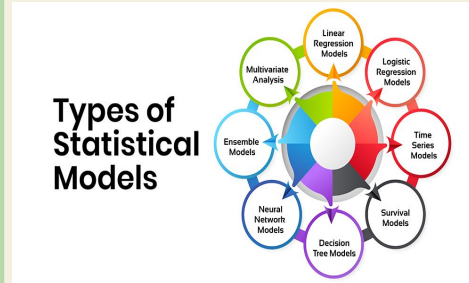 Types of
Statistical
Models
Linear
Regression
Models
Logistic
Regression
Models
Time
Series
Models
Survival
Models
Decision
Tree Models
Neural
Network
Models
Ensemble
Models
Multivariate
Analysis